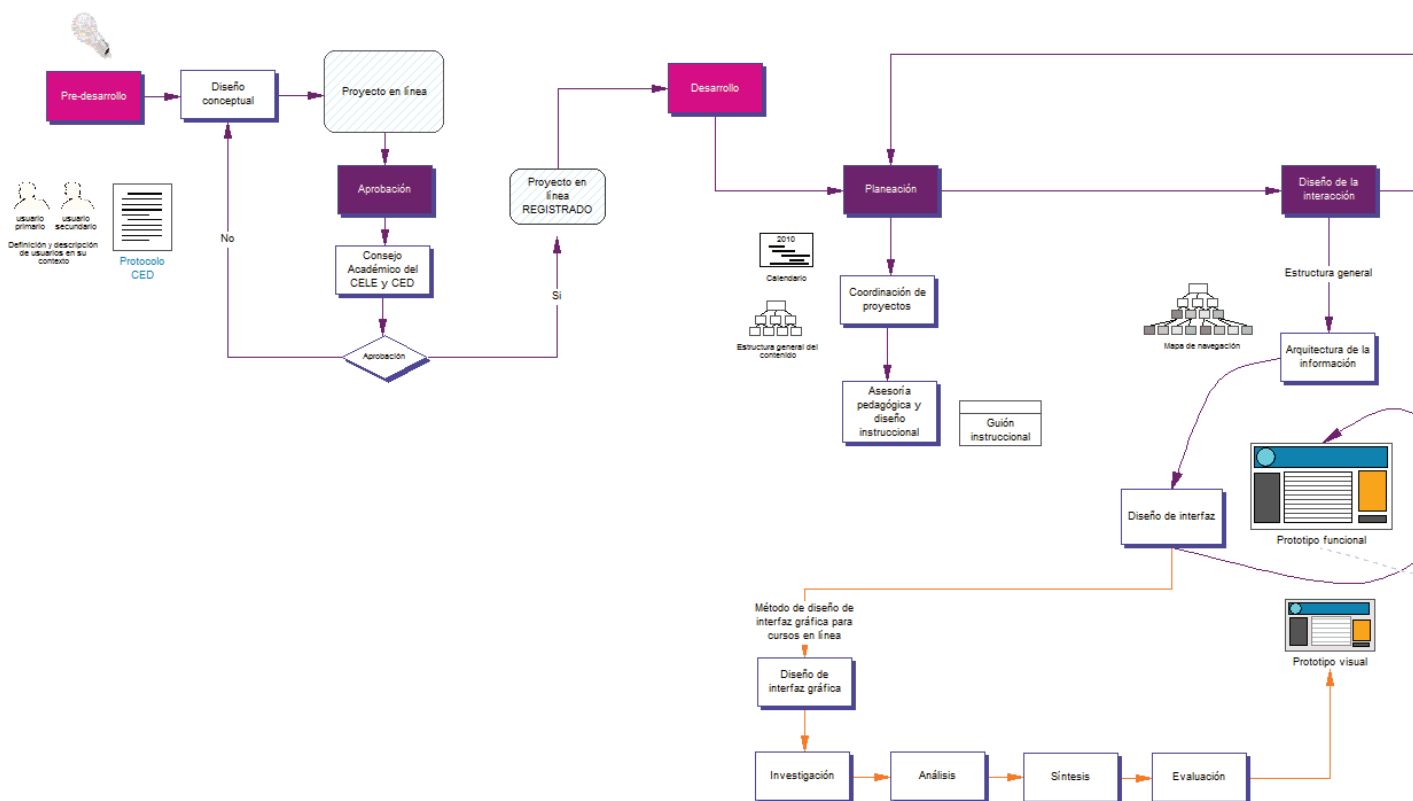 Pre-desarrollo
Diseño
conceptual
Proyecto en línea
Aprobación
Consejo
Académico del
CELE y CED
Aprobación
No
Si
usuario
primario
usuario
secundario
Definición y descripción
de usuarios en su
contexto
Protocolo
CED
Proyecto en
línea
REGISTRADO
Desarrollo
Planeación
2010
Calendario
Coordinación de
proyectos
Estructura general del
contenido
Asesoría
pedagógica y
diseño
instruccional
Guión
instruccional
Diseño de la
interacción
Estructura general
Mapa de navegación
Arquitectura de la
información
Diseño de interfaz
Prototipo funcional
Método de diseño de
interfaz gráfica para
cursos en línea
Diseño de
interfaz gráfica
Investigación
Análisis
Síntesis
Evaluación
Prototipo visual